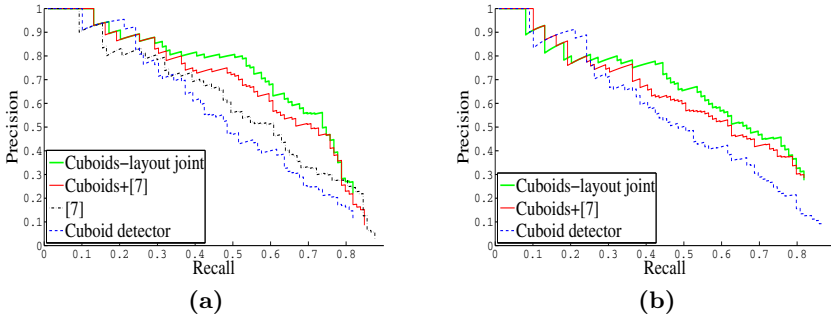 1
0.9
0.8
0.7
0.6
0.5
0.4
0.3
0.2
0.1
0
Precision
Cuboids-layout joint
Cuboids+[7]
[7]
Cuboid detector
0 0.1 0.2 0.3 0.4 0.5 0.6 0.7 0.8 0.9
Recall
(a)
1
0.9
0.8
0.7
0.6
0.5
0.4
0.3
0.2
0.1
0
Precision
Cuboids-layout joint
Cuboids+[7]
Cuboid detector
0 0.1 0.2 0.3 0.4 0.5 0.6 0.7 0.8
Recall
(b)